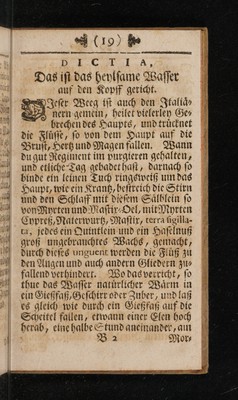 (19)
DICTIA,
Das ist das heylsame Wasser
auf den Kopff gericht.
DJeser Weeg ist auch den Italiä-
nern gemein, heilet vielerley Ge-
brechen des Haupts, und trücknet
die Flüsse, so von dem Haupt auf die
Brust, Hertz und Magen fallen. Wann
du gut Regiment im purgieren gehalten,
und etliche Tag gebadet hast, darnach so
binde ein leinen Tuch ringsweiß um das
Haupt, wie ein Krantz, bestreich die Stirn
und den Schlaff mit diesem Sälblein so
von Myrten und Mastix-Oel, mit Myrten
Cypreß, Naterwurtz, Mastix, terra sigilla-
ta, jedes ein Quintlein und ein Haselnuß
groß ungebrauchtes Wachs, gemacht,
durch dieses unguent werden die Flüß zu
den Augen und auch andern Gliedern zu-
fallend verhindert. Wo das verricht, so
thue das Wasser natürlicher Wärm in
ein Gießfaß, Geschirr oder Zuber, und laß
es gleich wie durch ein Gießfaß auf die
Scheitel fallen, etwann einer Elen hoch
herab, eine halbe Stund aneinander, am
B 2 Mor-